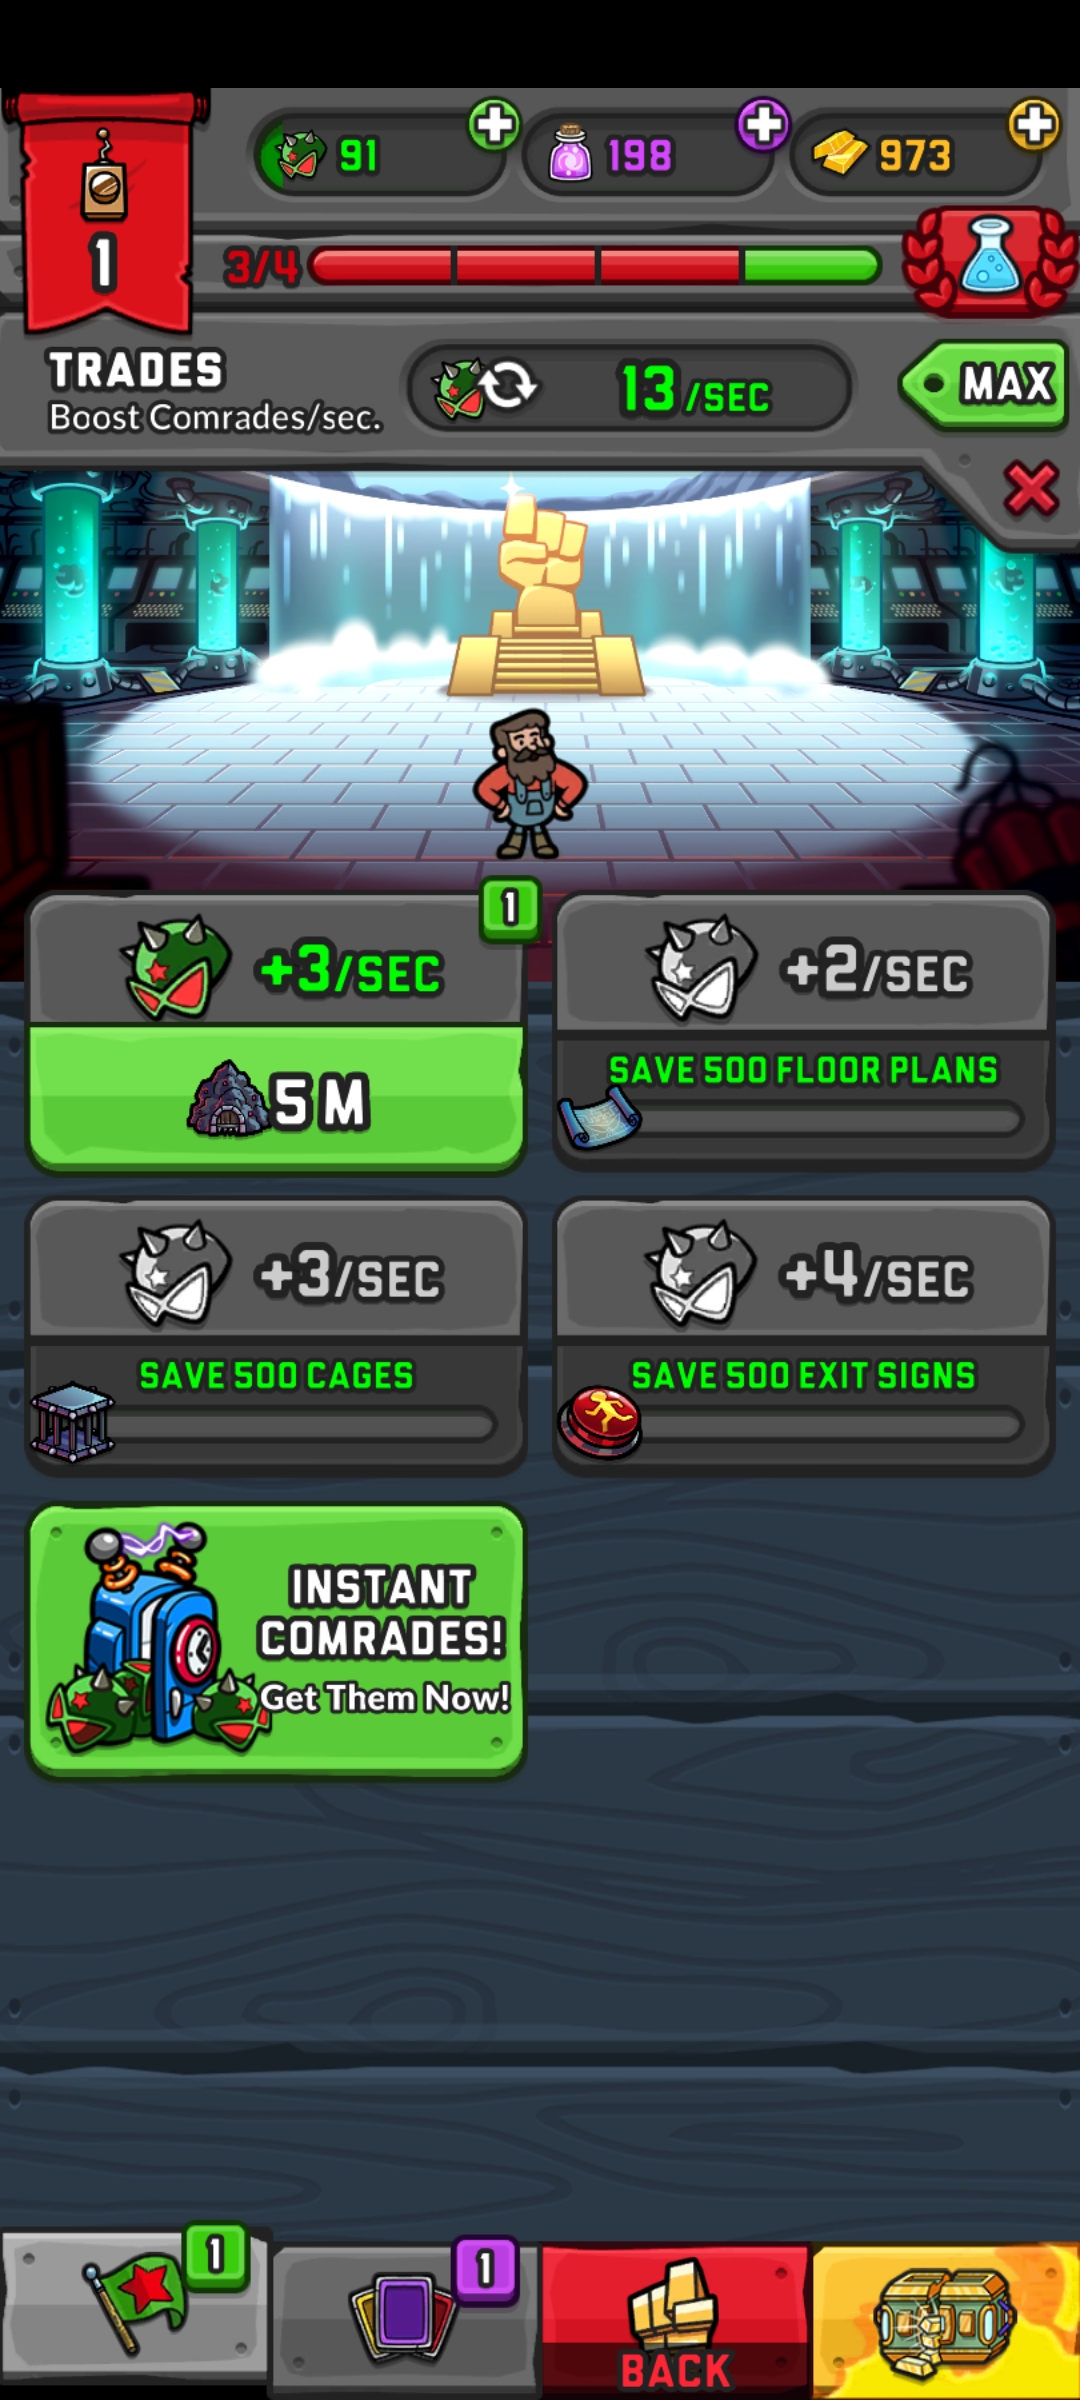 91
198
973
1
3/4
TRADES
Boost Comrades/sec.
13/SEC
MAX
1
+3/SEC
+2/SEC
5 M
SAVE 500 FLOOR PLANS
+3/SEC
+4/SEC
SAVE 500 CAGES
SAVE 500 EXIT SIGNS
INSTANT
COMRADES!
Get Them Now!
1
1
BACK